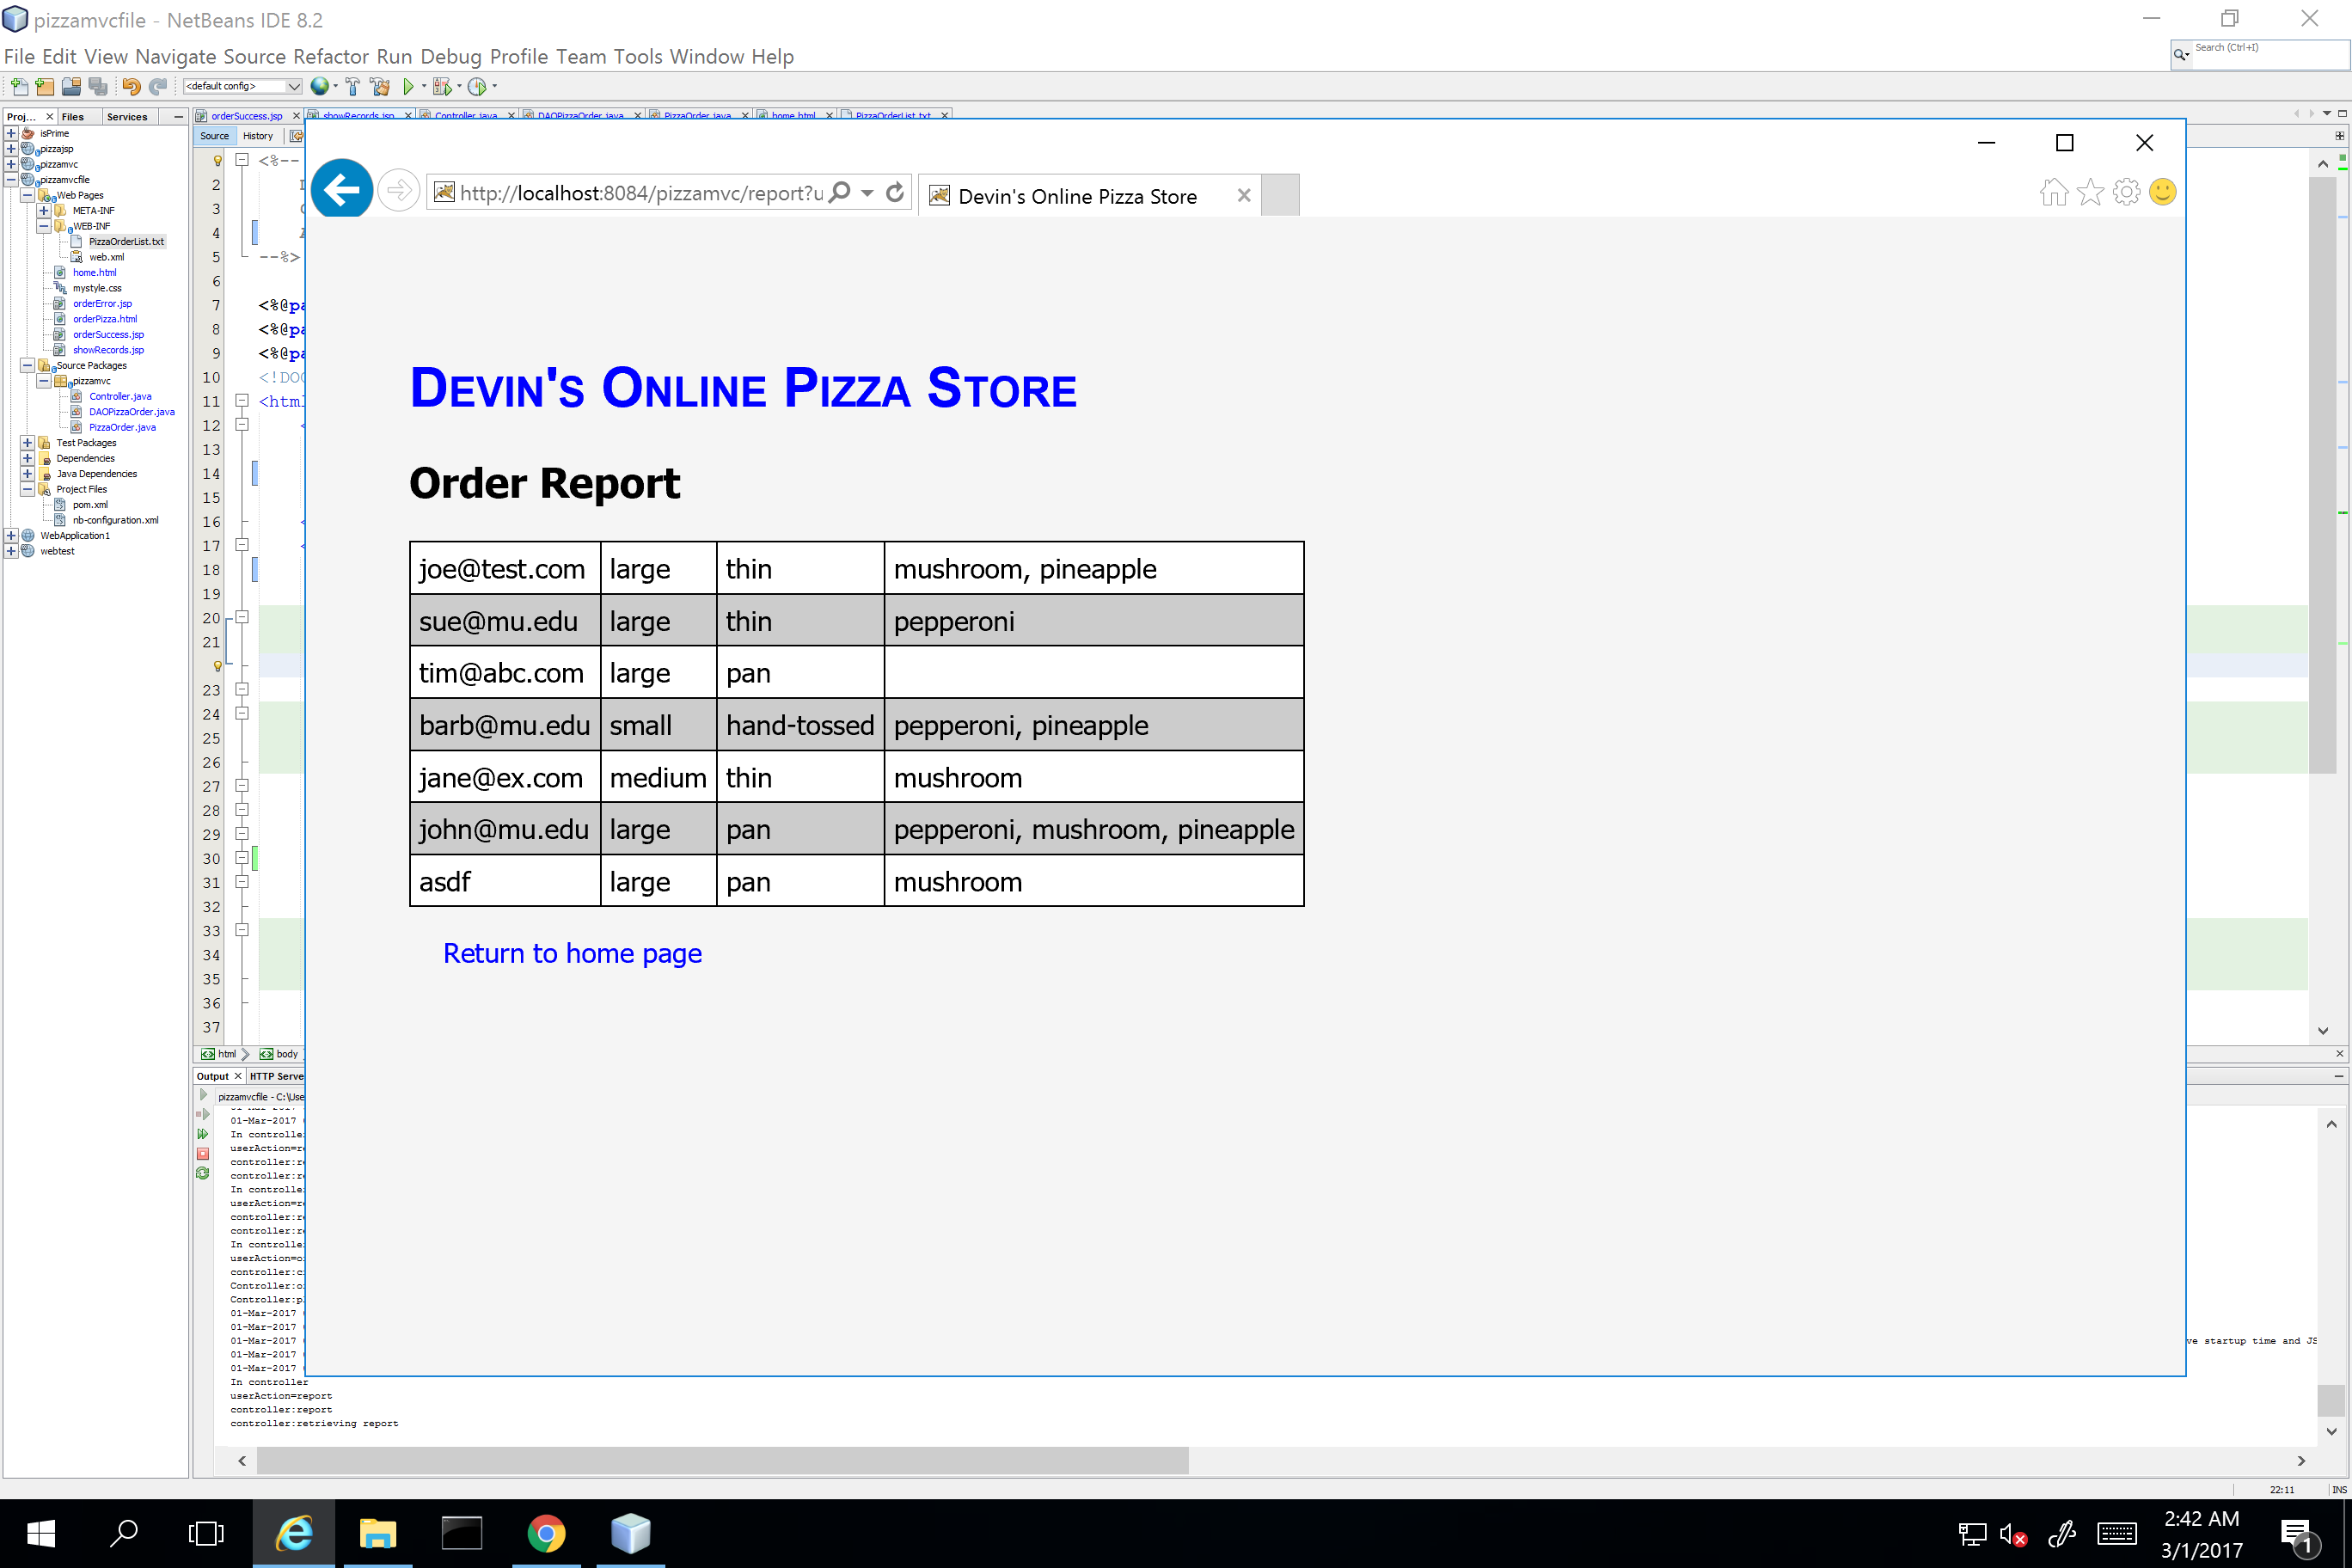 pizzamvcfile - NetBeans IDE 8.2
File Edit View Navigate Source Refactor Run Debug Profile Team Tools Window Help
Search (Ctrl+I)
<default config>
Proj... Files Services
orderSuccess.jsp showRecords.jsp Controller.java DAOPizzaOrder.java PizzaOrder.java home.html PizzaOrderList.txt
Source History
isPrime
pizzajsp
pizzamvc
pizzamvcfile
Web Pages
META-INF
WEB-INF
PizzaOrderList.txt
web.xml
home.html
mystyle.css
orderError.jsp
orderPizza.html
orderSuccess.jsp
showRecords.jsp
Source Packages
pizzamvc
Controller.java
DAOPizzaOrder.java
PizzaOrder.java
Test Packages
Dependencies
Java Dependencies
Project Files
pom.xml
nb-configuration.xml
WebApplication1
webtest
<%--
2
3
4
5 --%>
6
7 <%@pa
8 <%@pa
9 <%@pa
10 <!DOC
11 <html
12 <
13
14
15
16 <
17 <
18
19
20
21
23
24
25
26
27
28
29
30
31
32
33
34
35
36
37
html body
http://localhost:8084/pizzamvc/report?u
Devin's Online Pizza Store
Devin's Online Pizza Store
Order Report
joe@test.com large thin mushroom, pineapple
sue@mu.edu large thin pepperoni
tim@abc.com large pan
barb@mu.edu small hand-tossed pepperoni, pineapple
jane@ex.com medium thin mushroom
john@mu.edu large pan pepperoni, mushroom, pineapple
asdf large pan mushroom
Return to home page
Output HTTP Serve
pizzamvcfile - C:\Use
01-Mar-2017
In controller
userAction=re
controller:re
controller:re
In controller
userAction=re
controller:re
controller:re
In controller
userAction=o
controller:c
Controller:o
Controller:p
01-Mar-2017
01-Mar-2017
01-Mar-2017 ve startup time and JS
01-Mar-2017
01-Mar-2017
In controller
userAction=report
controller:report
controller:retrieving report
22:11 INS
2:42 AM
3/1/2017
1